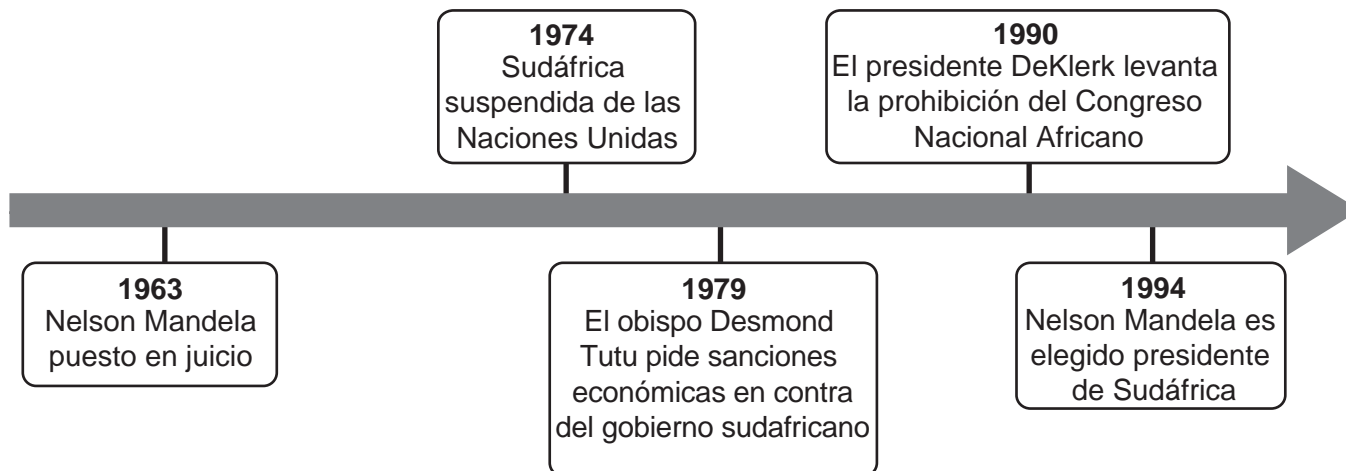 1974
Sudáfrica
suspendida de las
Naciones Unidas
1990
El presidente DeKlerk levanta
la prohibición del Congreso
Nacional Africano
1963
Nelson Mandela
puesto en juicio
1979
El obispo Desmond
Tutu pide sanciones
económicas en contra
del gobierno sudafricano
1994
Nelson Mandela es
elegido presidente
de Sudáfrica